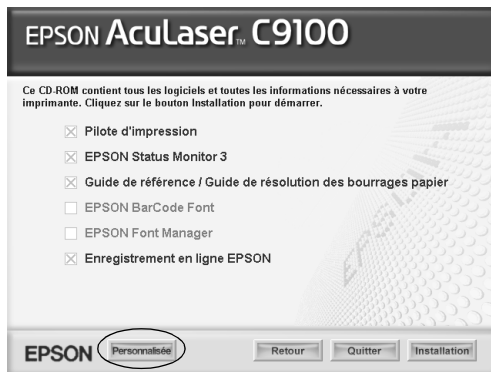 EPSON AcuLaser™ C9100
Ce CD-ROM contient tous les logiciels et toutes les informations nécessaires à votre
imprimante. Cliquez sur le bouton Installation pour démarrer.
Pilote d'impression
EPSON Status Monitor 3
Guide de référence / Guide de résolution des bourrages papier
EPSON BarCode Font
EPSON Font Manager
Enregistrement en ligne EPSON
EPSON
EPSON Personnalisée Retour Quitter Installation